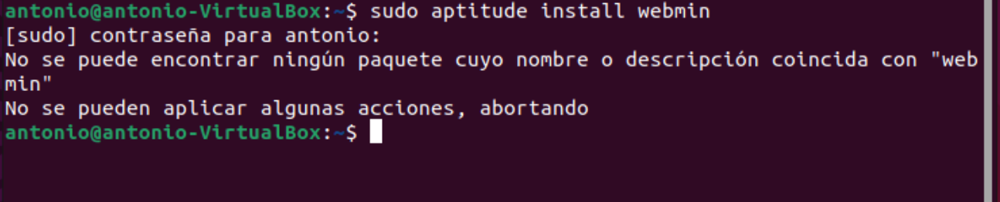 antonio@antonio-VirtualBox:~$ sudo aptitude install webmin
[sudo] contraseña para antonio:
No se puede encontrar ningún paquete cuyo nombre o descripción coincida con "web
min"
No se pueden aplicar algunas acciones, abortando
antonio@antonio-VirtualBox:~$